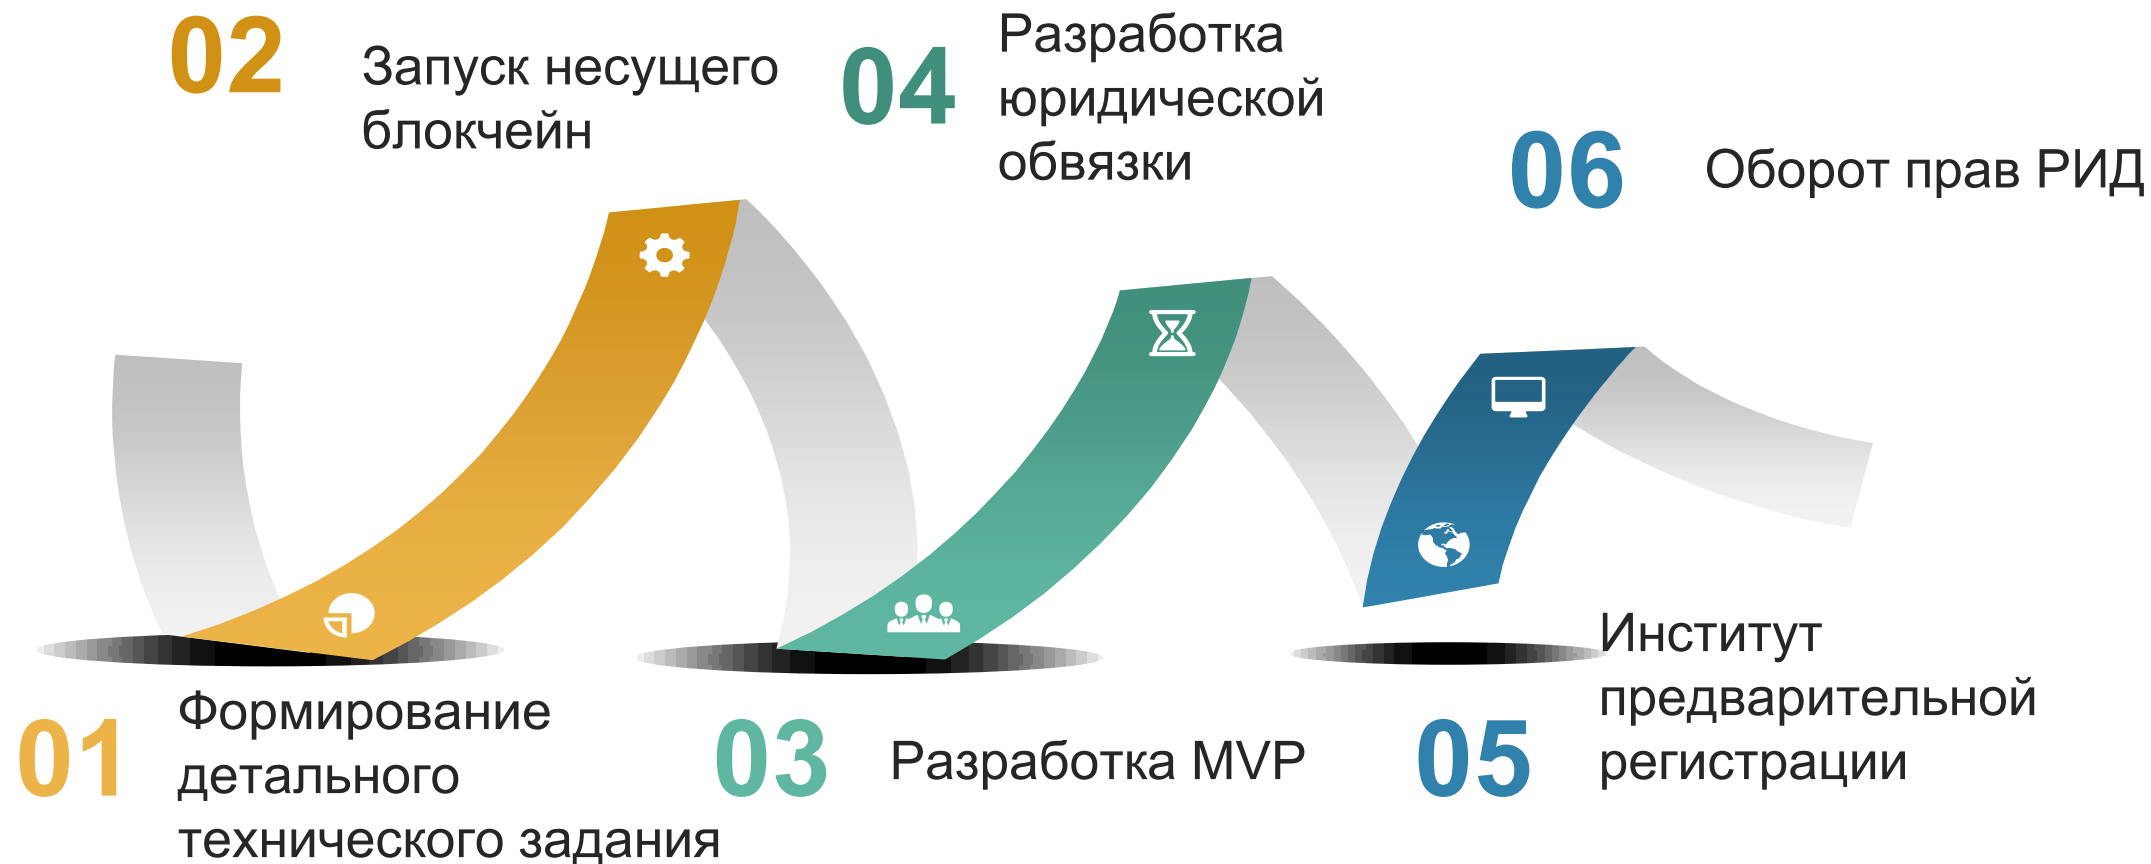 02
Запуск несущего
блокчейн
04
Разработка
юридической
обвязки
06
Оборот прав РИД
01
Формирование
детального
технического задания
03
Разработка MVP
05
Институт
предварительной
регистрации